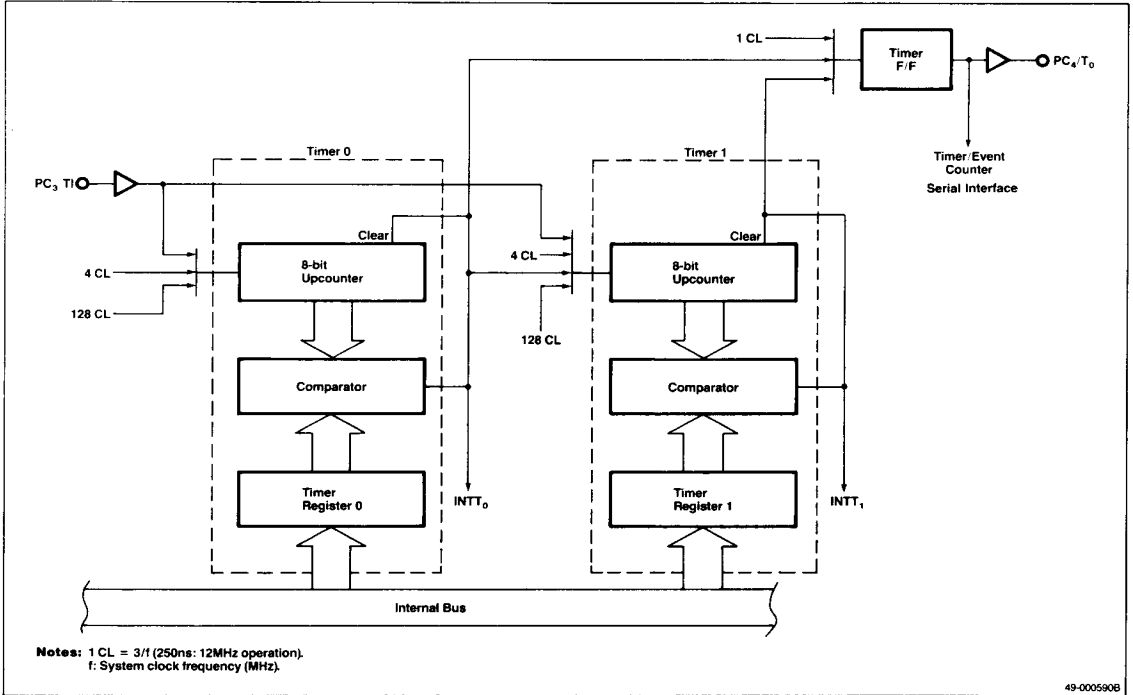 1 CL
Timer
F/F
PC₄/T₀
Timer/Event
Counter
Serial Interface
Timer 0
Timer 1
PC₃ TI
Clear
Clear
8-bit
Upcounter
4 CL
128 CL
4 CL
8-bit
Upcounter
128 CL
Comparator
Comparator
Timer
Register 0
INTT₀
Timer
Register 1
INTT₁
Internal Bus
Notes: 1 CL = 3/f (250ns: 12MHz operation).
f: System clock frequency (MHz).
49-000590B